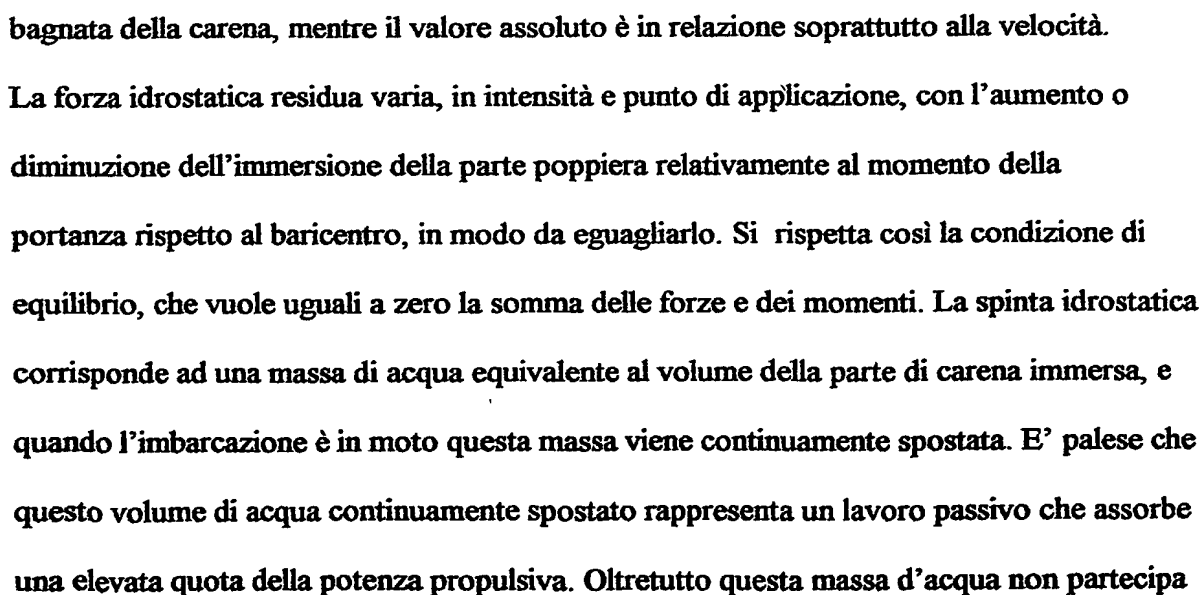 bagnata della carena, mentre il valore assoluto è in relazione soprattutto alla velocità.
La forza idrostatica residua varia, in intensità e punto di applicazione, con l'aumento o
diminuzione dell'immersione della parte poppiera relativamente al momento della
portanza rispetto al baricentro, in modo da eguagliarlo. Si rispetta così la condizione di
equilibrio, che vuole uguali a zero la somma delle forze e dei momenti. La spinta idrostatica
corrisponde ad una massa di acqua equivalente al volume della parte di carena immersa, e
quando l'imbarcazione è in moto questa massa viene continuamente spostata. E' palese che
questo volume di acqua continuamente spostato rappresenta un lavoro passivo che assorbe
una elevata quota della potenza propulsiva. Oltretutto questa massa d'acqua non partecipa